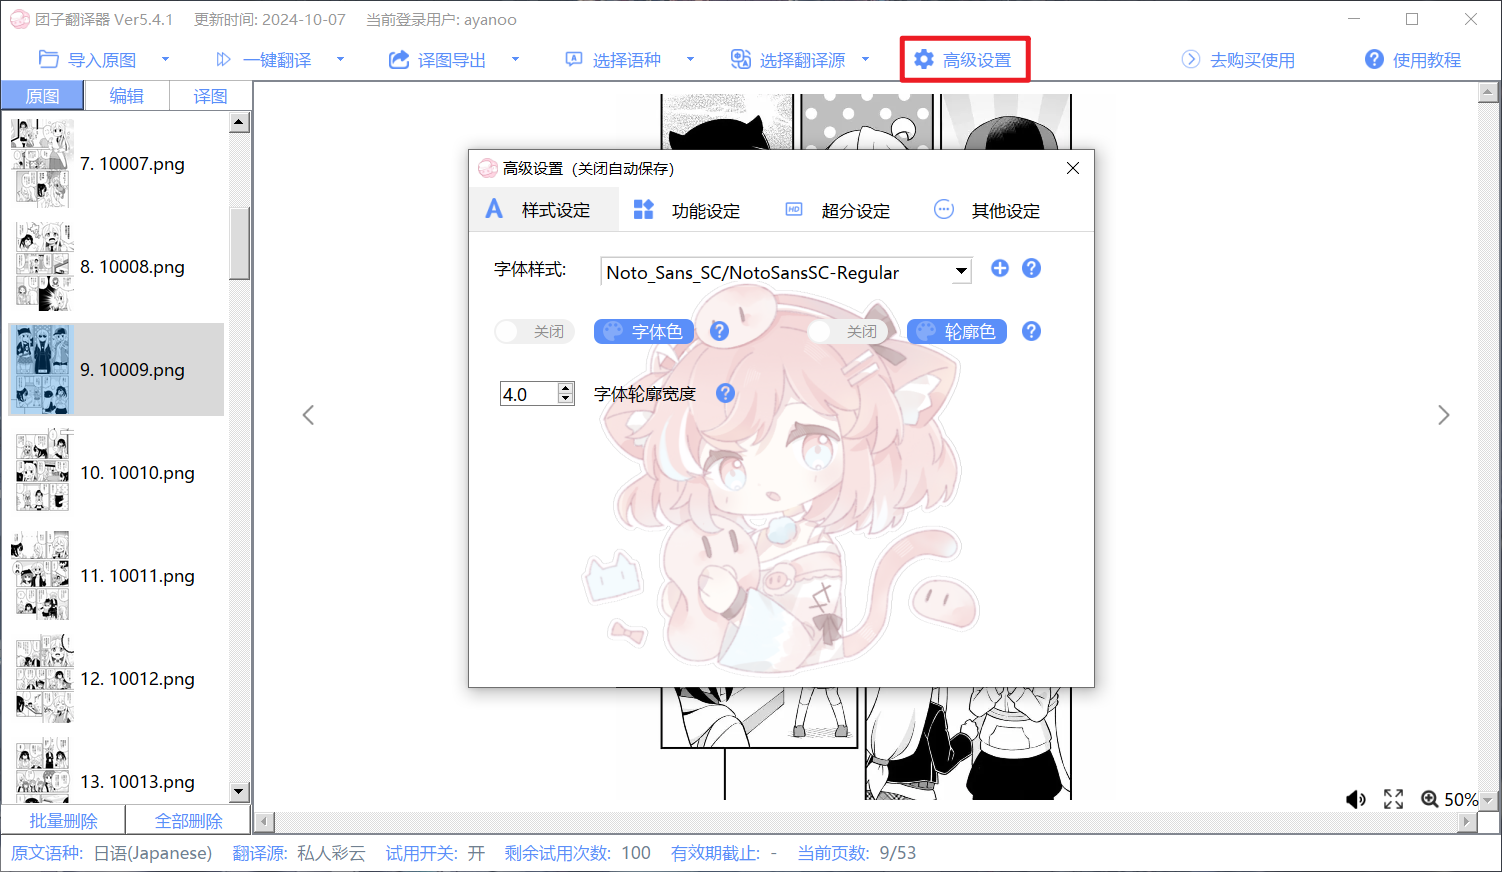 团子翻译器 Ver5.4.1 更新时间: 2024-10-07 当前登录用户: ayanoo
导入原图 一键翻译 译图导出 选择语种 选择翻译源 高级设置 去购买使用 使用教程
原图 编辑 译图
7. 10007.png
8. 10008.png
9. 10009.png
10. 10010.png
11. 10011.png
12. 10012.png
13. 10013.png
批量删除 全部删除
高级设置（关闭自动保存）
样式设定 功能设定 HD 超分设定 其他设定
字体样式: Noto_Sans_SC/NotoSansSC-Regular
关闭 字体色 关闭 轮廓色
4.0 字体轮廓宽度
50%
原文语种: 日语(Japanese) 翻译源: 私人彩云 试用开关: 开 剩余试用次数: 100 有效期截止: - 当前页数: 9/53